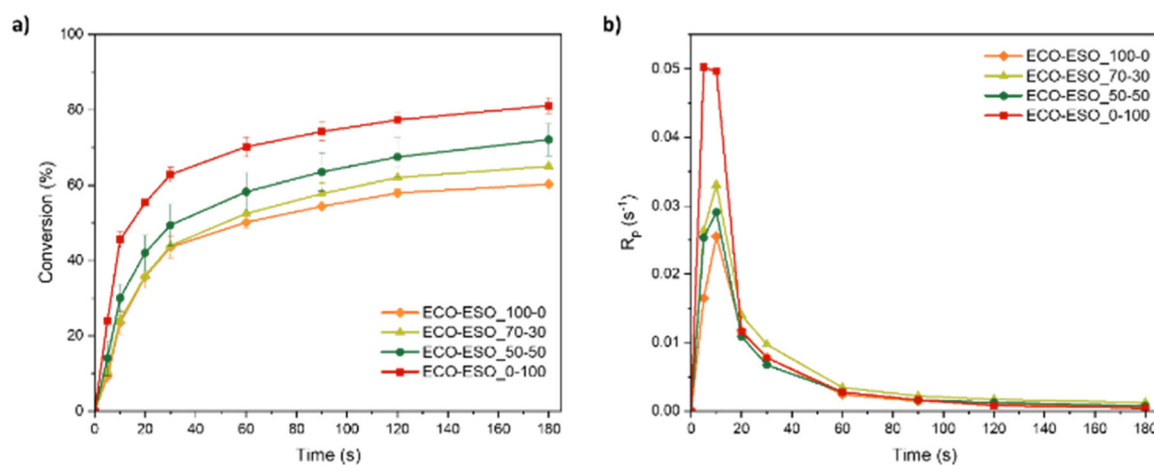 a)
100
80
60
40
20
0
Conversion (%)
0 20 40 60 80 100 120 140 160 180
Time (s)
ECO-ESO_100-0
ECO-ESO_70-30
ECO-ESO_50-50
ECO-ESO_0-100
b)
0.05
0.04
0.03
0.02
0.01
0.00
Rp (s⁻¹)
0 20 40 60 80 100 120 140 160 180
Time (s)
ECO-ESO_100-0
ECO-ESO_70-30
ECO-ESO_50-50
ECO-ESO_0-100